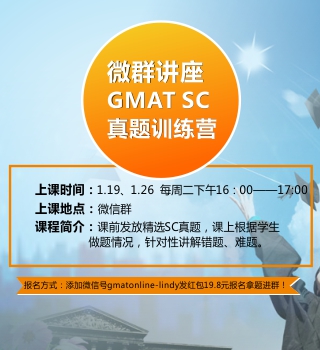 微群讲座
GMAT SC
真题训练营
上课时间：1.19、1.26 每周二下午16：00——17:00
上课地点：微信群
课程简介：课前发放精选SC真题，课上根据学生
做题情况，针对性讲解错题、难题。
报名方式：添加微信号gmatonline-lindy发红包19.8元报名拿题进群！